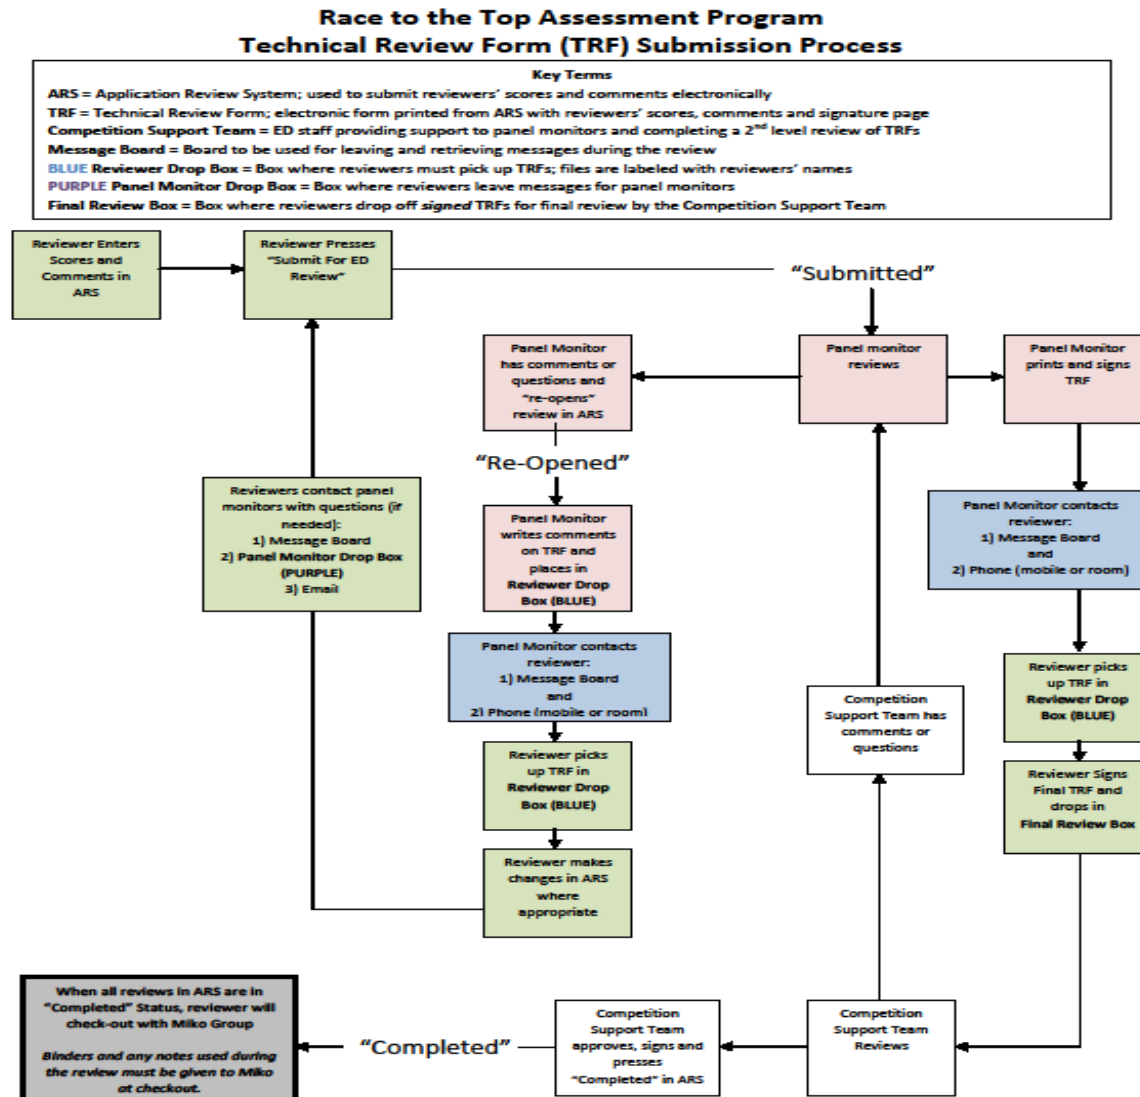 Race to the Top Assessment Program
Technical Review Form (TRF) Submission Process
Key Terms
ARS = Application Review System; used to submit reviewers' scores and comments electronically
TRF = Technical Review Form; electronic form printed from ARS with reviewers' scores, comments and signature page
Competition Support Team = ED staff providing support to panel monitors and completing a 2nd level review of TRFs
Message Board = Board to be used for leaving and retrieving messages during the review
BLUE Reviewer Drop Box = Box where reviewers must pick up TRFs; files are labeled with reviewers' names
PURPLE Panel Monitor Drop Box = Box where reviewers leave messages for panel monitors
Final Review Box = Box where reviewers drop off signed TRFs for final review by the Competition Support Team
Reviewer Enters
Scores and
Comments in
ARS
Reviewer Presses
"Submit For ED
Review"
"Submitted"
Panel Monitor
has comments or
questions and
"re-opens"
review in ARS
Panel monitor
reviews
Panel Monitor
prints and signs
TRF
"Re-Opened"
Reviewers contact panel
monitors with questions (if
needed):
1) Message Board
2) Panel Monitor Drop Box
(PURPLE)
3) Email
Panel Monitor
writes comments
on TRF and
places in
Reviewer Drop
Box (BLUE)
Panel Monitor contacts
reviewer:
1) Message Board
and
2) Phone (mobile or room)
Panel Monitor contacts
reviewer:
1) Message Board
and
2) Phone (mobile or room)
Reviewer picks
up TRF in
Reviewer Drop
Box (BLUE)
Competition
Support Team has
comments or
questions
Reviewer picks
up TRF in
Reviewer Drop
Box (BLUE)
Reviewer Signs
Final TRF and
drops in
Final Review Box
Reviewer makes
changes in ARS
where
appropriate
When all reviews in ARS are in
"Completed" Status, reviewer will
check-out with Miko Group
Binders and any notes used during
the review must be given to Miko
at checkout.
"Completed"
Competition
Support Team
approves, signs and
presses
"Completed" in ARS
Competition
Support Team
Reviews